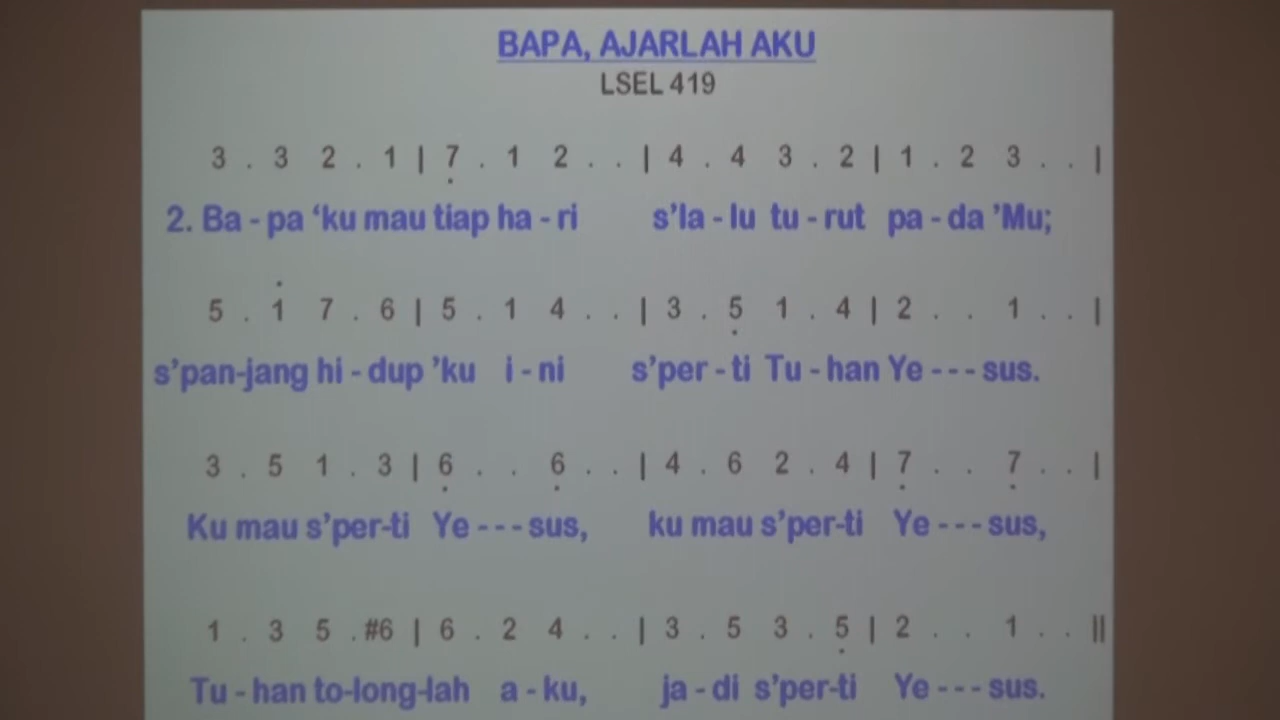 BAPA, AJARLAH AKU
LSEL 419
3 . 3 2 . 1 | 7̣ . 1 2 . . | 4 . 4 3 . 2 | 1 . 2 3 . . |
2. Ba - pa ‘ku mau tiap ha - ri s’la - lu tu - rut pa - da ’Mu;
5 . 1̇ 7 . 6 | 5 . 1 4 . . | 3 . 5̣ 1 . 4 | 2 . . 1 . . |
s’pan-jang hi - dup ’ku i - ni s’per - ti Tu - han Ye - - - sus.
3 . 5 1 . 3 | 6̣ . . 6̣ . . | 4 . 6 2 . 4 | 7̣ . . 7̣ . . |
Ku mau s’per-ti Ye - - - sus, ku mau s’per-ti Ye - - - sus,
1 . 3 5 . #6 | 6 . 2 4 . . | 3 . 5 3 . 5̣ | 2 . . 1 . . ||
Tu - han to-long-lah a - ku, ja - di s’per-ti Ye - - - sus.